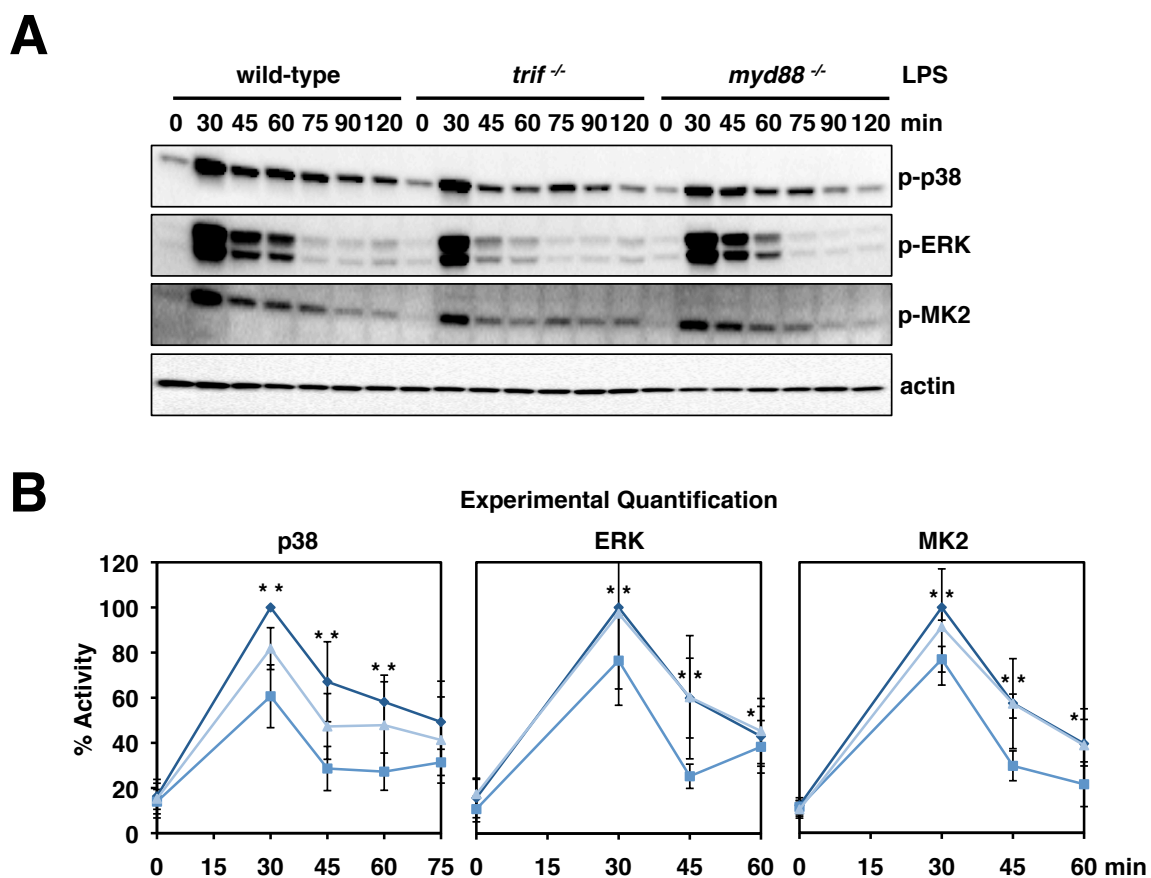 A
wild-type trif -/- myd88 -/- LPS
0 30 45 60 75 90 120 0 30 45 60 75 90 120 0 30 45 60 75 90 120 min
p-p38
p-ERK
p-MK2
actin
B
Experimental Quantification
p38 ERK MK2
120
100
80
60
40
20
0
% Activity
* * * * * *
* * * * *
* * * * *
0 15 30 45 60 75 0 15 30 45 60 0 15 30 45 60 min